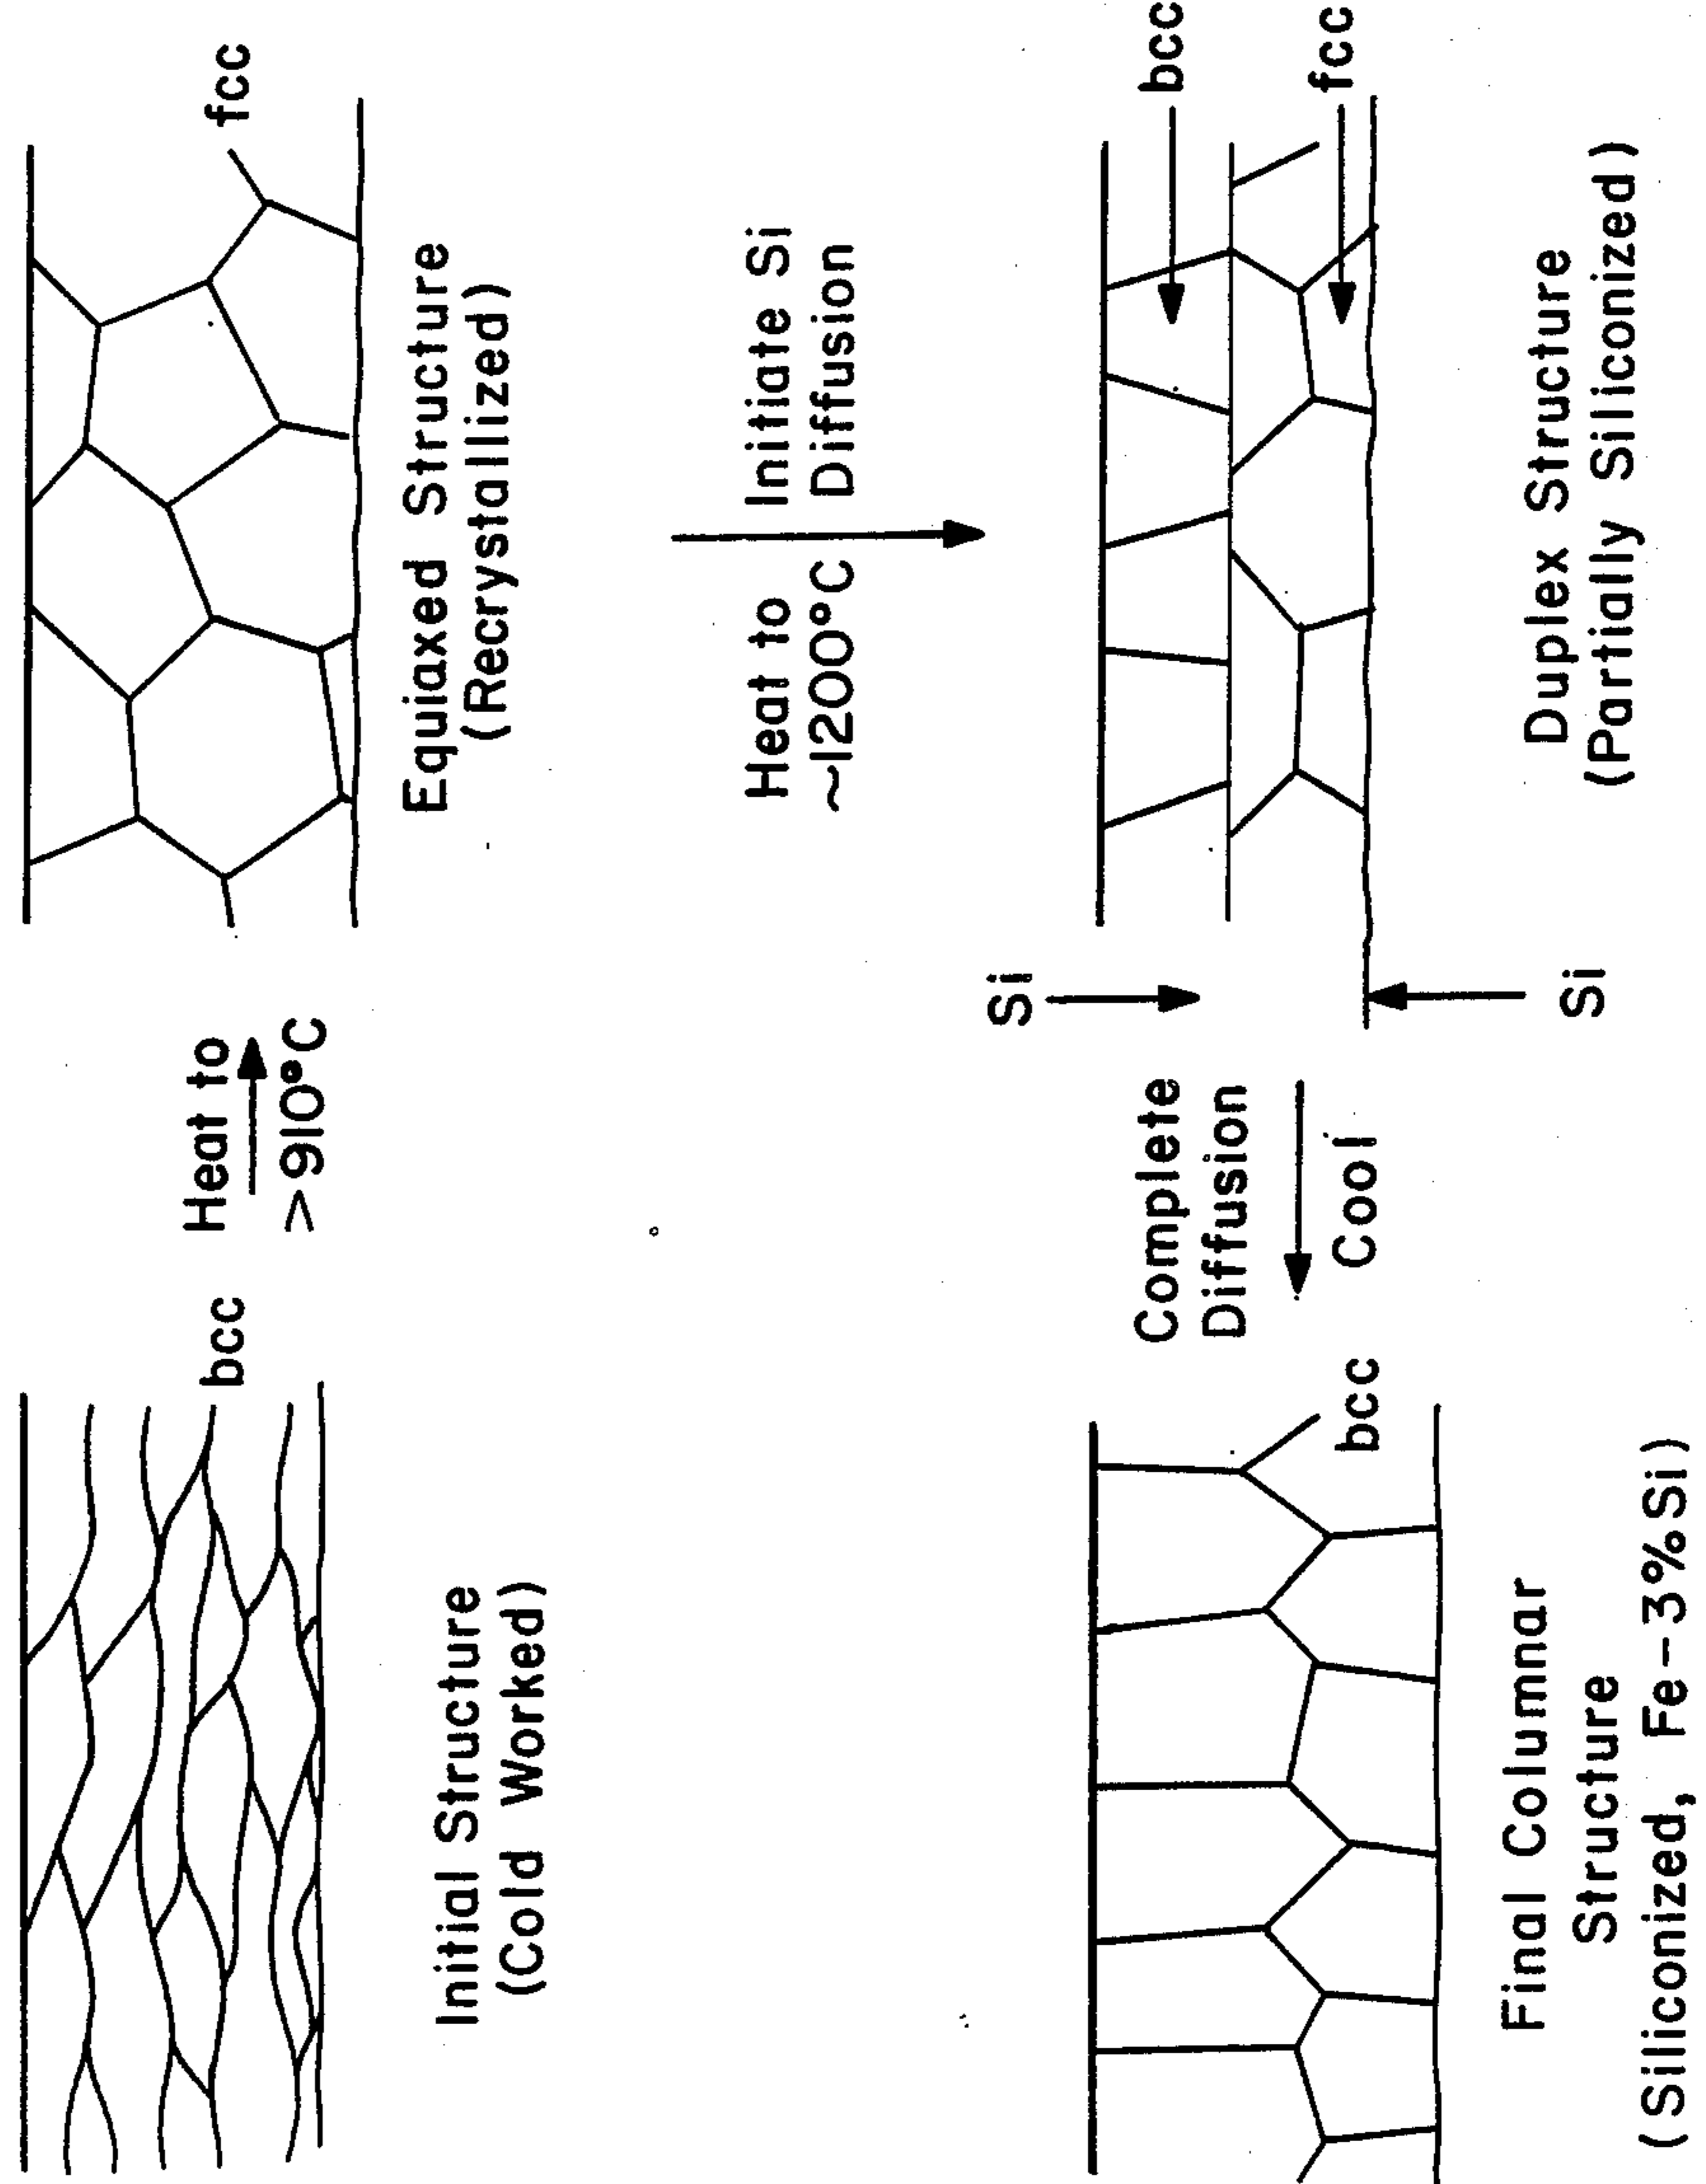 bcc
Initial Structure
(Cold Worked)
Heat to
>910°C
fcc
Equiaxed Structure
(Recrystallized)
Heat to
~1200°C
Initiate Si
Diffusion
Si
Si
bcc
fcc
Duplex Structure
(Partially Siliconized)
Complete
Diffusion
Cool
bcc
Final Columnar
Structure
(Siliconized, Fe-3%Si)